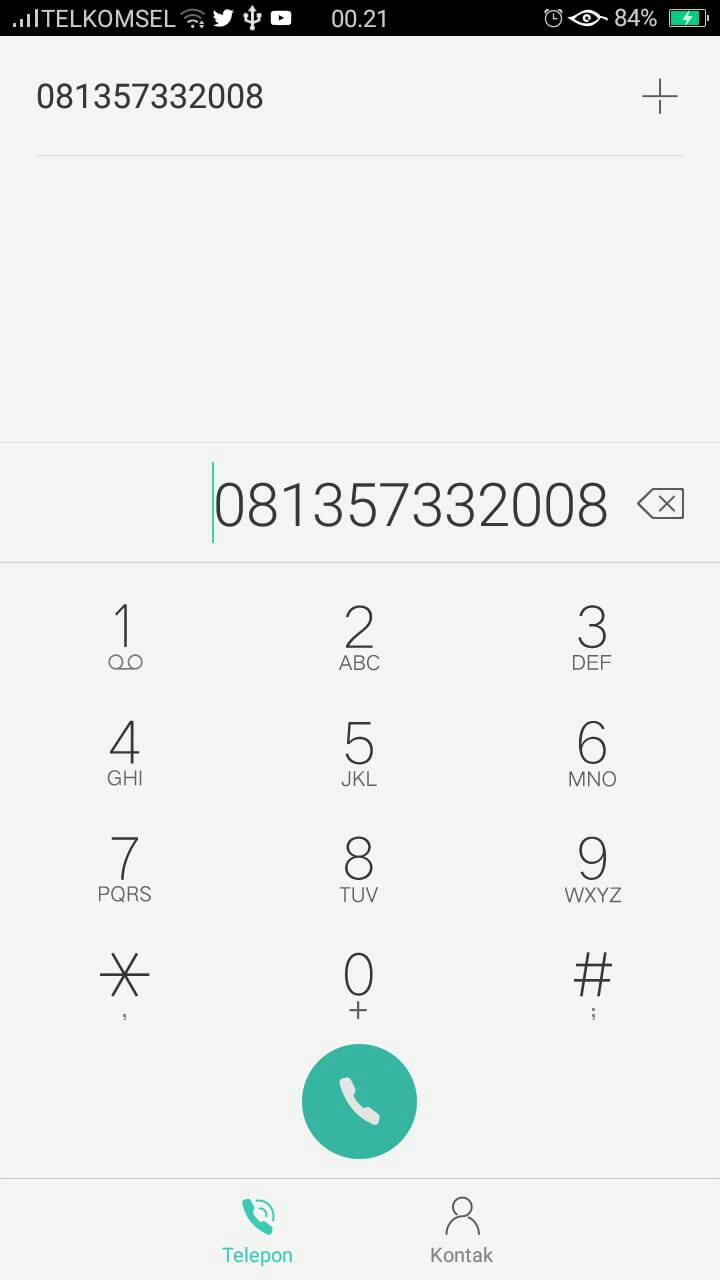 TELKOMSEL 00.21 84%
081357332008
081357332008
1 2 3
ABC DEF
4 5 6
GHI JKL MNO
7 8 9
PQRS TUV WXYZ
* 0 #
, + ;
Telepon Kontak